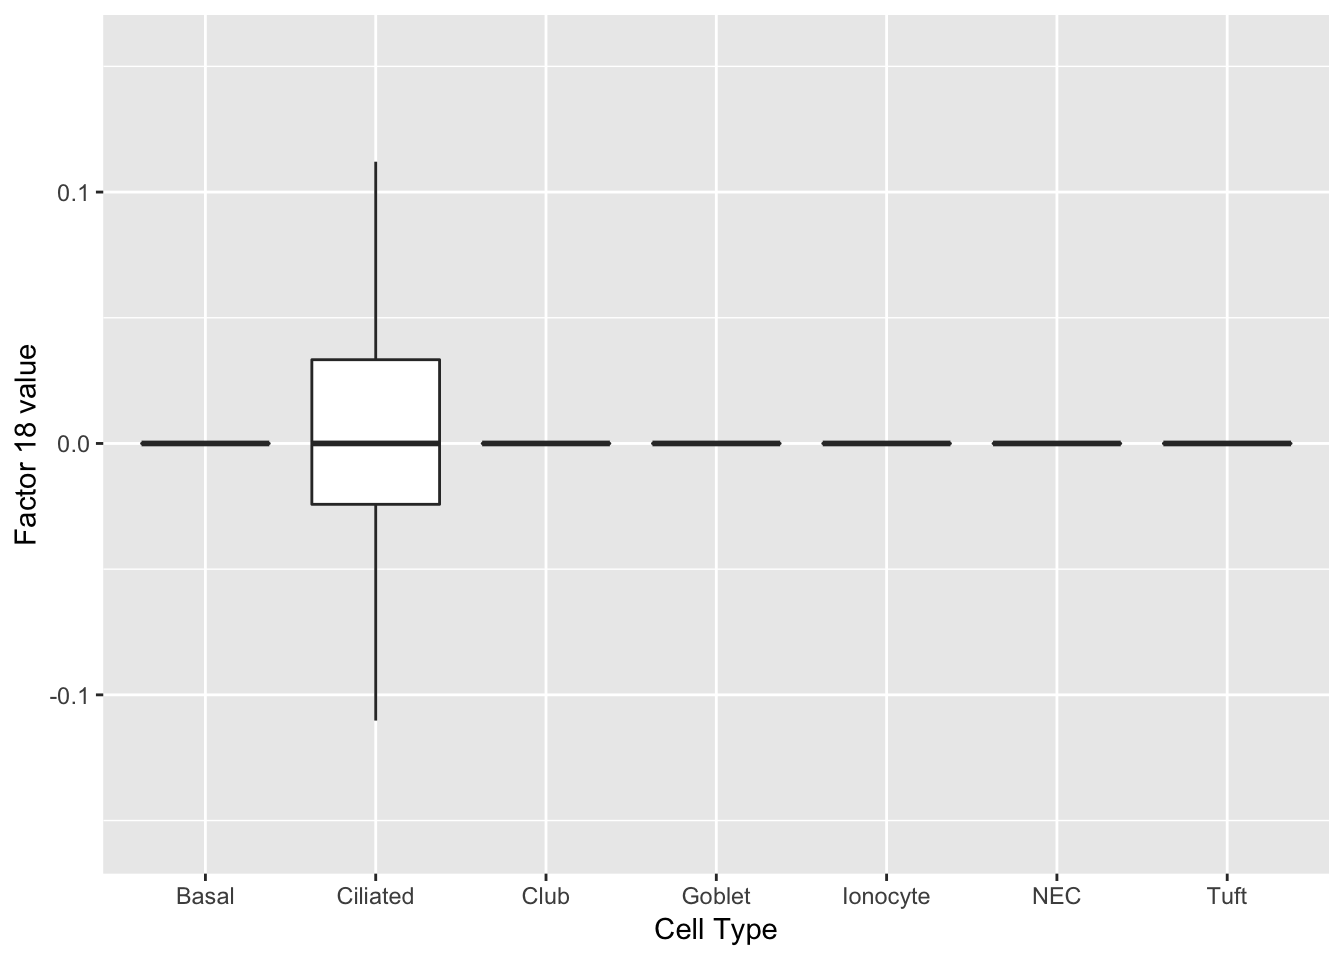 Factor 18 value
0.1
0.0
-0.1
Basal Ciliated Club Goblet Ionocyte NEC Tuft
Cell Type